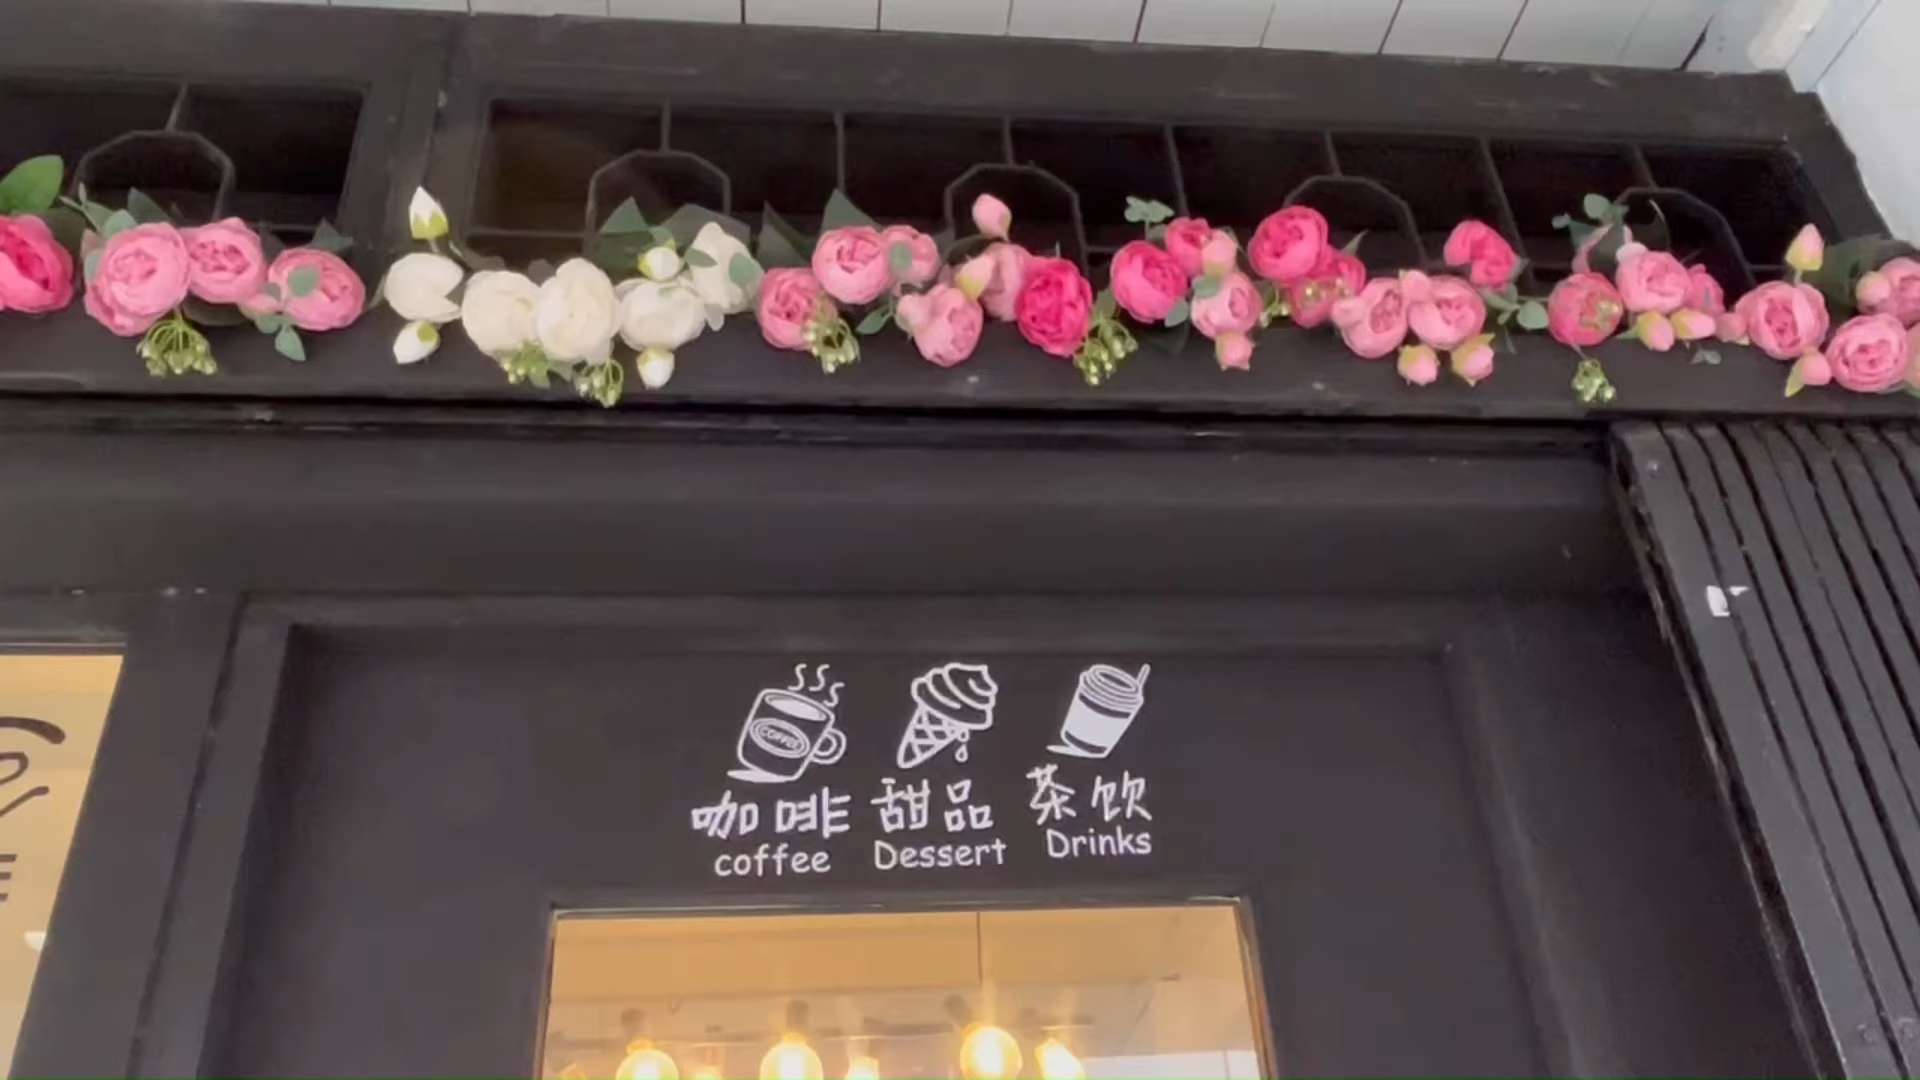 COFFEE
咖啡 甜品 茶饮
coffee Dessert Drinks